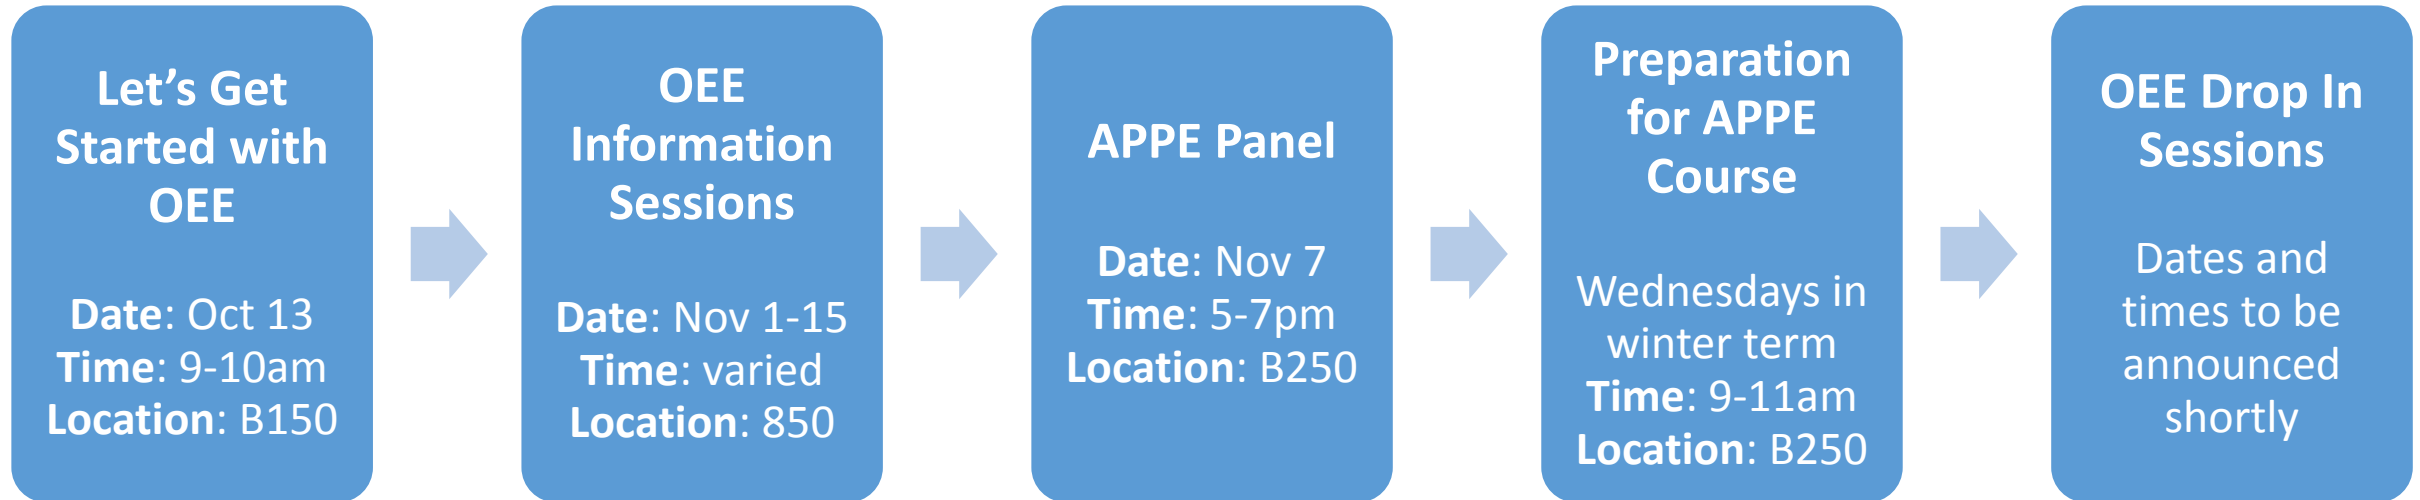 Let’s Get
Started with
OEE
Date: Oct 13
Time: 9-10am
Location: B150
OEE
Information
Sessions
Date: Nov 1-15
Time: varied
Location: 850
APPE Panel
Date: Nov 7
Time: 5-7pm
Location: B250
Preparation
for APPE
Course
Wednesdays in
winter term
Time: 9-11am
Location: B250
OEE Drop In
Sessions
Dates and
times to be
announced
shortly